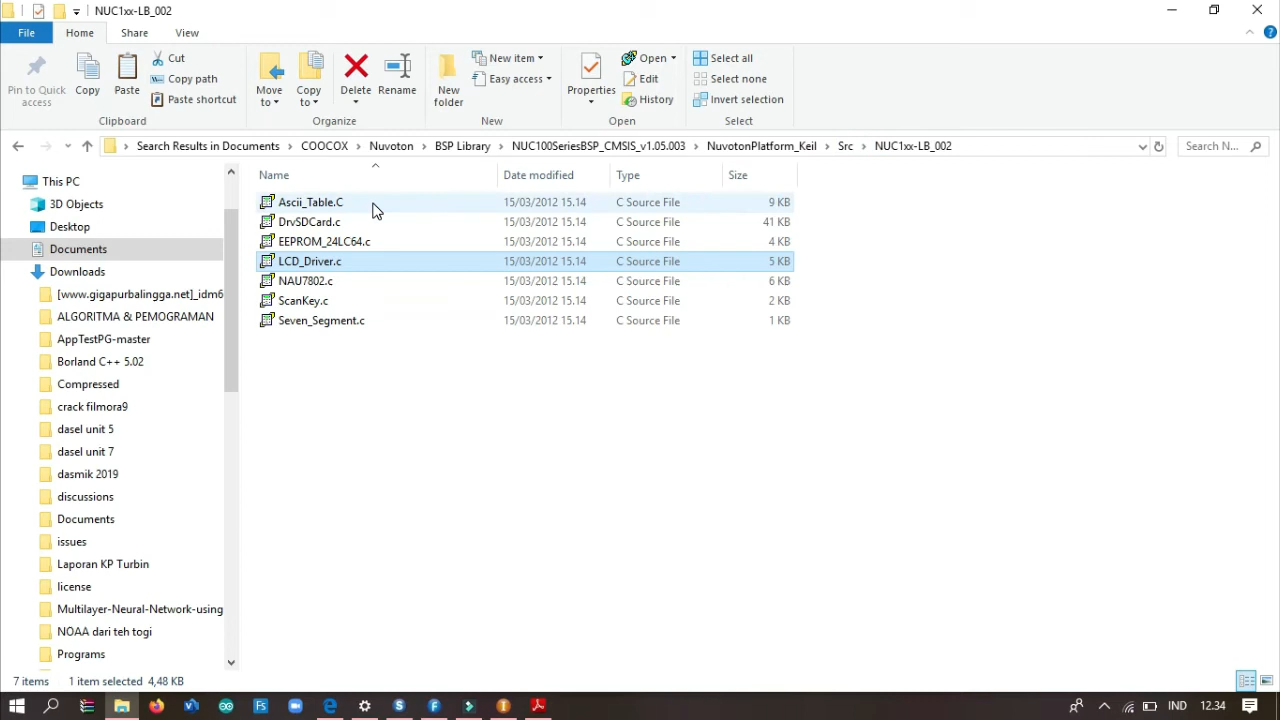 NUC1xx-LB_002
File Home Share View
Pin to Quick access
Copy
Paste
Cut
Copy path
Paste shortcut
Clipboard
Move to
Copy to
Delete
Rename
Organize
New folder
New item
Easy access
New
Properties
Open
Edit
History
Open
Select all
Select none
Invert selection
Select
Search Results in Documents COOCOX Nuvoton BSP Library NUC100SeriesBSP_CMSIS_v1.05.003 NuvotonPlatform_Keil Src NUC1xx-LB_002
Search N...
This PC
3D Objects
Desktop
Documents
Downloads
[www.gigapurbalingga.net]_idm6
ALGORITMA & PEMOGRAMAN
AppTestPG-master
Borland C++ 5.02
Compressed
crack filmora9
dasel unit 5
dasel unit 7
dasmik 2019
discussions
Documents
issues
Laporan KP Turbin
license
Multilayer-Neural-Network-using
NOAA dari teh togi
Programs
Name Date modified Type Size
Ascii_Table.C 15/03/2012 15.14 C Source File 9 KB
DrvSDCard.c 15/03/2012 15.14 C Source File 41 KB
EEPROM_24LC64.c 15/03/2012 15.14 C Source File 4 KB
LCD_Driver.c 15/03/2012 15.14 C Source File 5 KB
NAU7802.c 15/03/2012 15.14 C Source File 6 KB
ScanKey.c 15/03/2012 15.14 C Source File 2 KB
Seven_Segment.c 15/03/2012 15.14 C Source File 1 KB
7 items 1 item selected 4,48 KB
IND 12.34